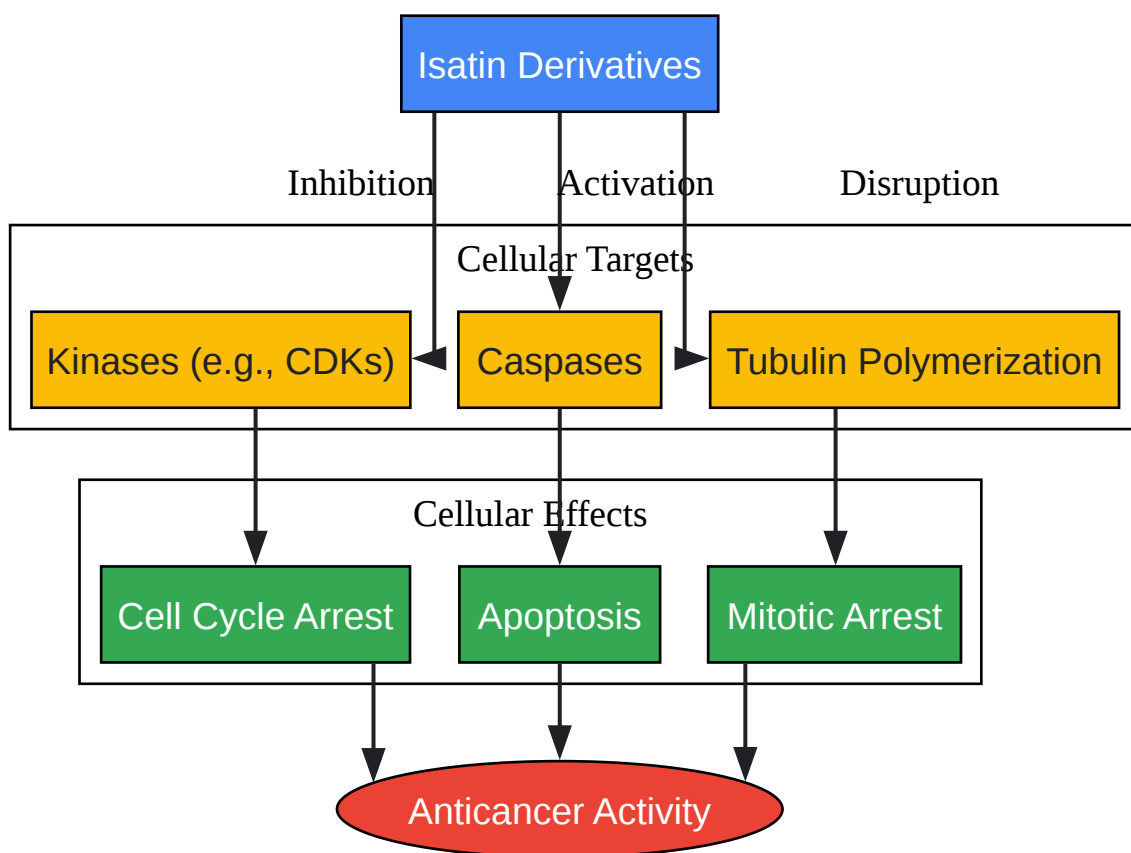 Isatin Derivatives
Inhibition
Activation
Disruption
Cellular Targets
Kinases (e.g., CDKs)
Caspases
Tubulin Polymerization
Cellular Effects
Cell Cycle Arrest
Apoptosis
Mitotic Arrest
Anticancer Activity